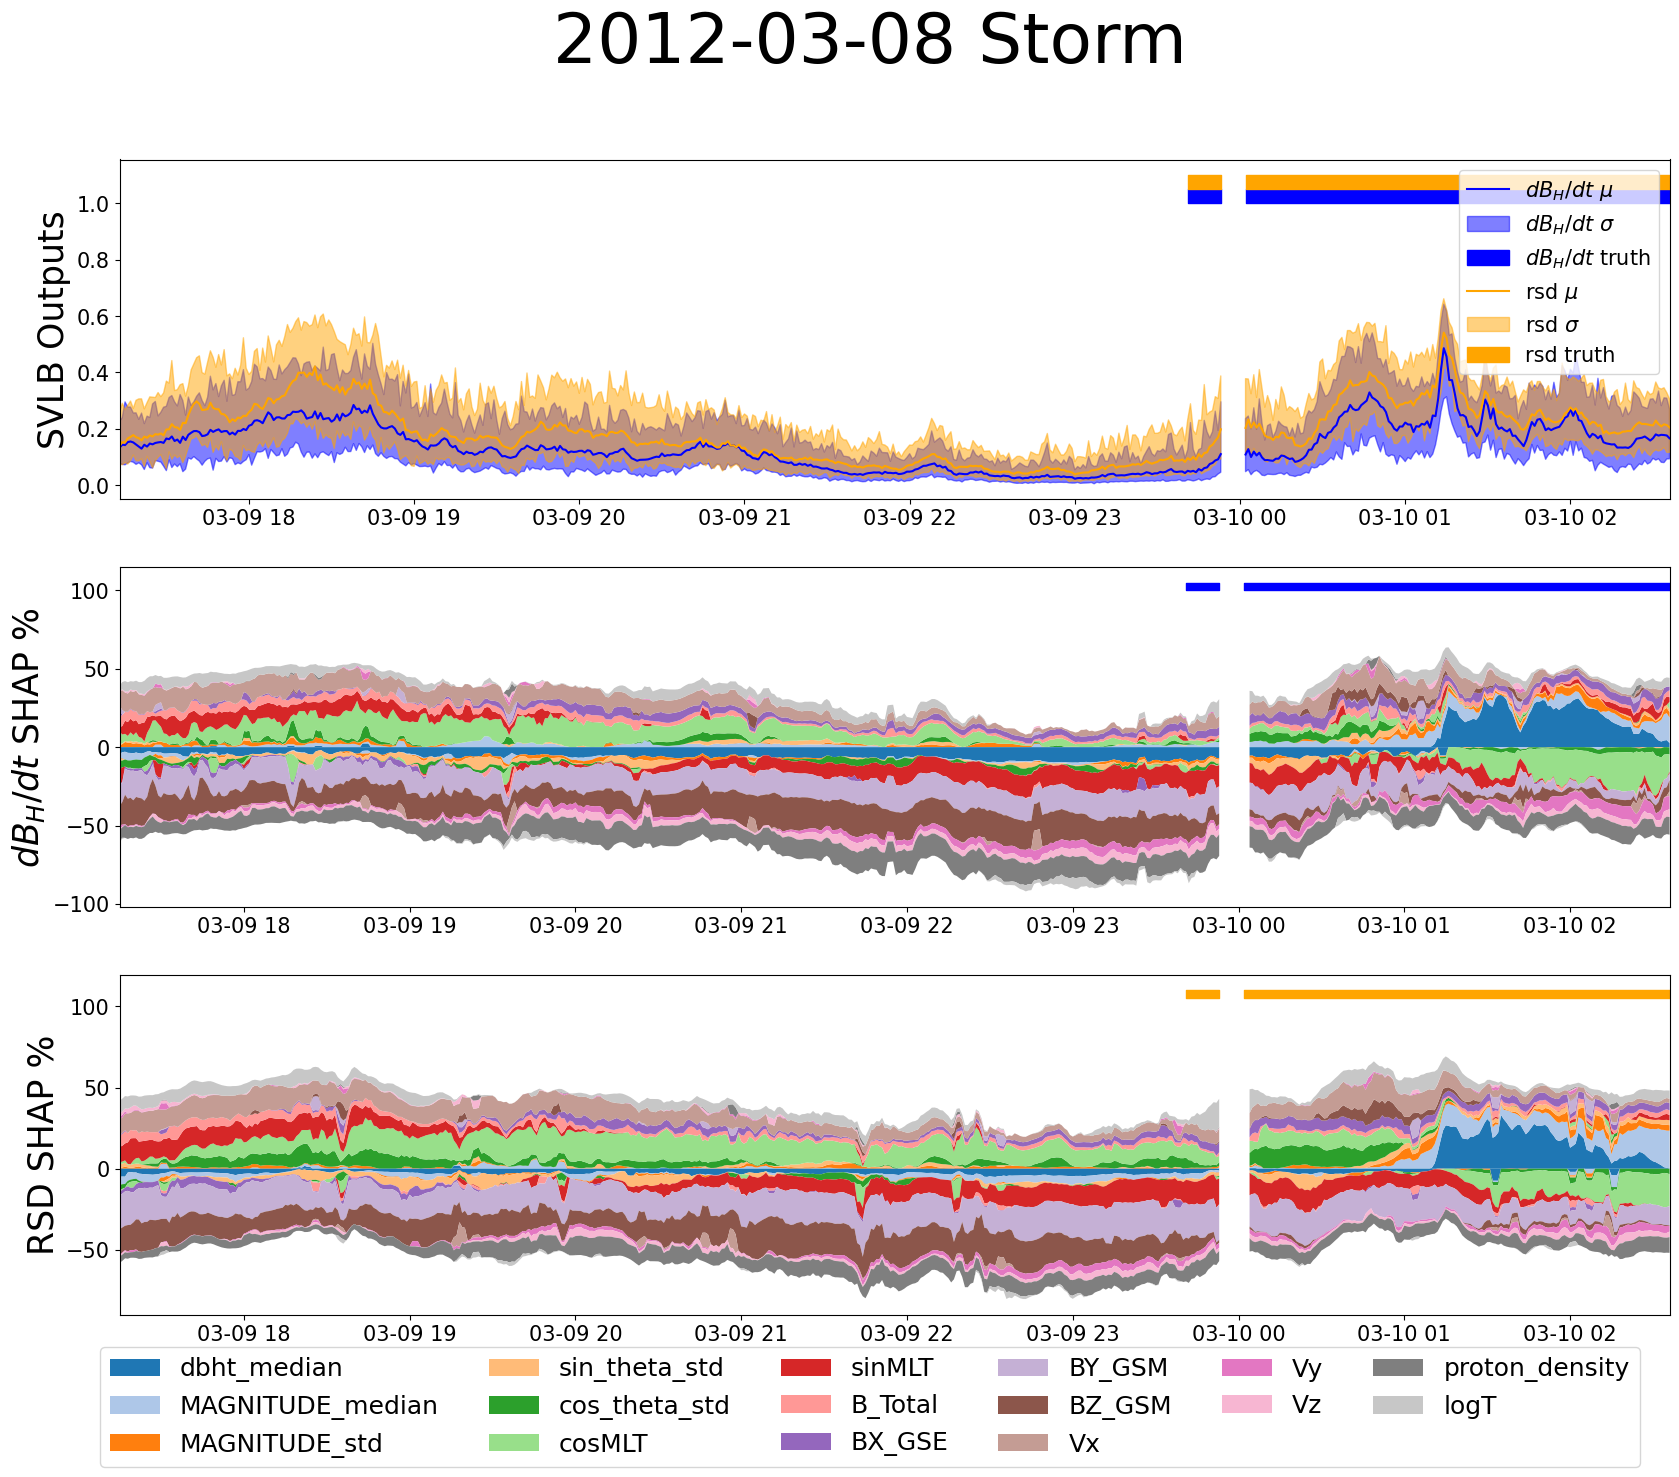 2012-03-08 Storm
SVLB Outputs
1.0
0.8
0.6
0.4
0.2
0.0
dB_H/dt μ
dB_H/dt σ
dB_H/dt truth
rsd μ
rsd σ
rsd truth
03-09 18 03-09 19 03-09 20 03-09 21 03-09 22 03-09 23 03-10 00 03-10 01 03-10 02
dB_H/dt SHAP %
100
50
0
−50
−100
03-09 18 03-09 19 03-09 20 03-09 21 03-09 22 03-09 23 03-10 00 03-10 01 03-10 02
RSD SHAP %
100
50
0
−50
03-09 18 03-09 19 03-09 20 03-09 21 03-09 22 03-09 23 03-10 00 03-10 01 03-10 02
dbht_median sin_theta_std sinMLT BY_GSM Vy proton_density
MAGNITUDE_median cos_theta_std B_Total BZ_GSM Vz logT
MAGNITUDE_std cosMLT BX_GSE Vx